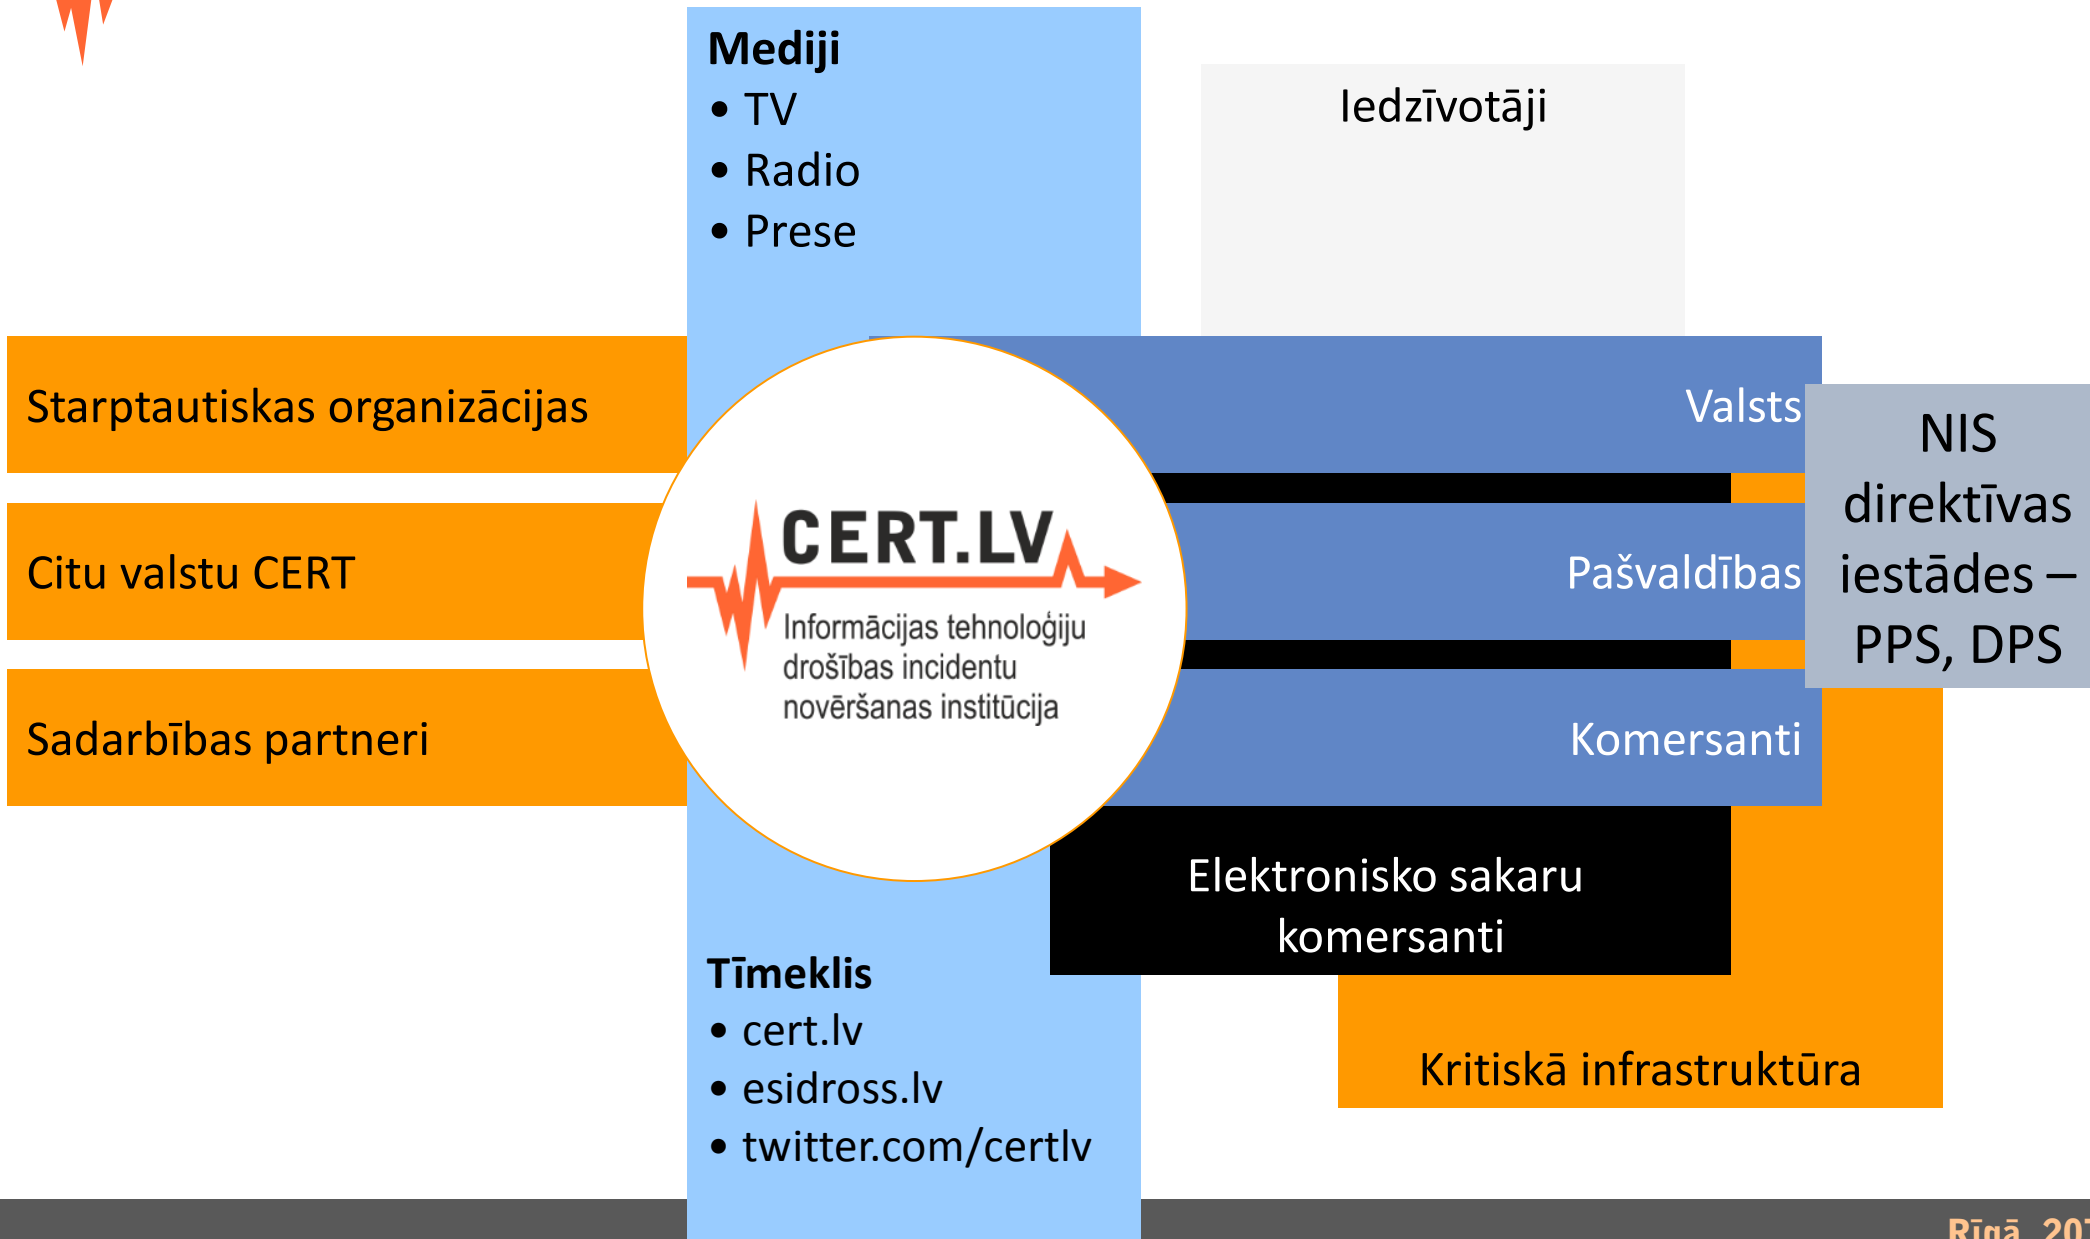 Mediji
• TV
• Radio
• Prese
Iedzīvotāji
Starptautiskas organizācijas
Citu valstu CERT
Sadarbības partneri
CERT.LV
Informācijas tehnoloģiju
drošības incidentu
novēršanas institūcija
Valsts
Pašvaldības
Komersanti
NIS
direktīvas
iestādes –
PPS, DPS
Elektronisko sakaru
komersanti
Kritiskā infrastruktūra
Tīmeklis
• cert.lv
• esidross.lv
• twitter.com/certlv
Rīgā